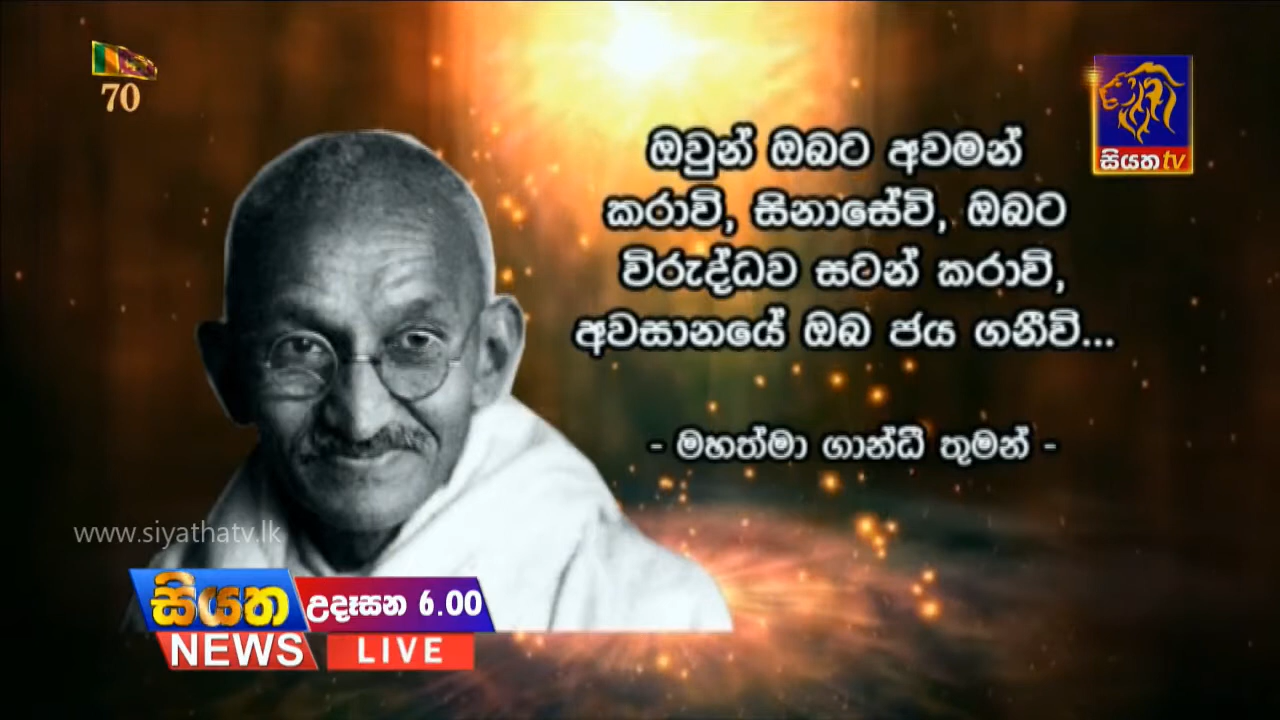 70
සියත tv
ඔවුන් ඔබට අවමන්
කරාවි, සිනාසේවි, ඔබට
විරුද්ධව සටන් කරාවි,
අවසානයේ ඔබ ජය ගනීවි...
- මහත්මා ගාන්ධි තුමන් -
www.siyathatv.lk
සියත උදෑසන 6.00
NEWS LIVE